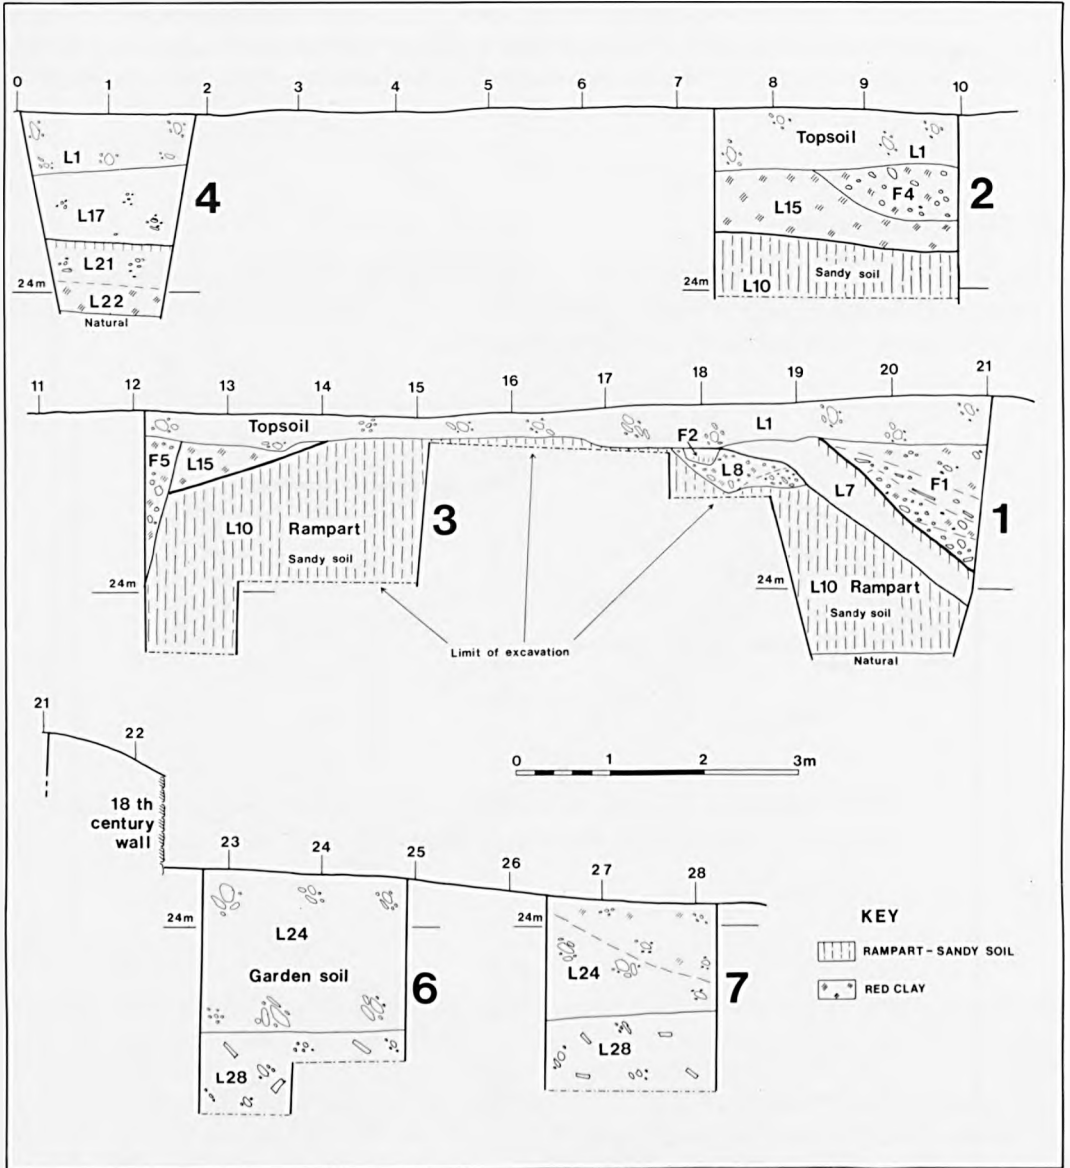 0 1 2 3 4 5 6 7 8 9 10
Topsoil
L1
L1
4
F4
2
L17
L15
L21
Sandy soil
24m
L22
24m
L10
Natural
11 12 13 14 15 16 17 18 19 20 21
Topsoil
L1
F2
F5
L15
L8
L7
F1
L10 Rampart
3
1
Sandy soil
24m
24m
L10 Rampart
Sandy soil
Limit of excavation
Natural
21
22
0 1 2 3m
18 th
century
wall
23 24 25 26 27 28
24m
24m
KEY
L24
RAMPART – SANDY SOIL
Garden soil
6
L24
7
RED CLAY
L28
L28